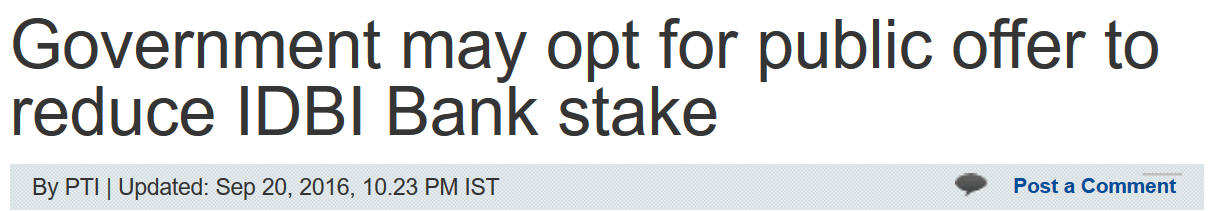 Government may opt for public offer to
reduce IDBI Bank stake
By PTI | Updated: Sep 20, 2016, 10.23 PM IST Post a Comment